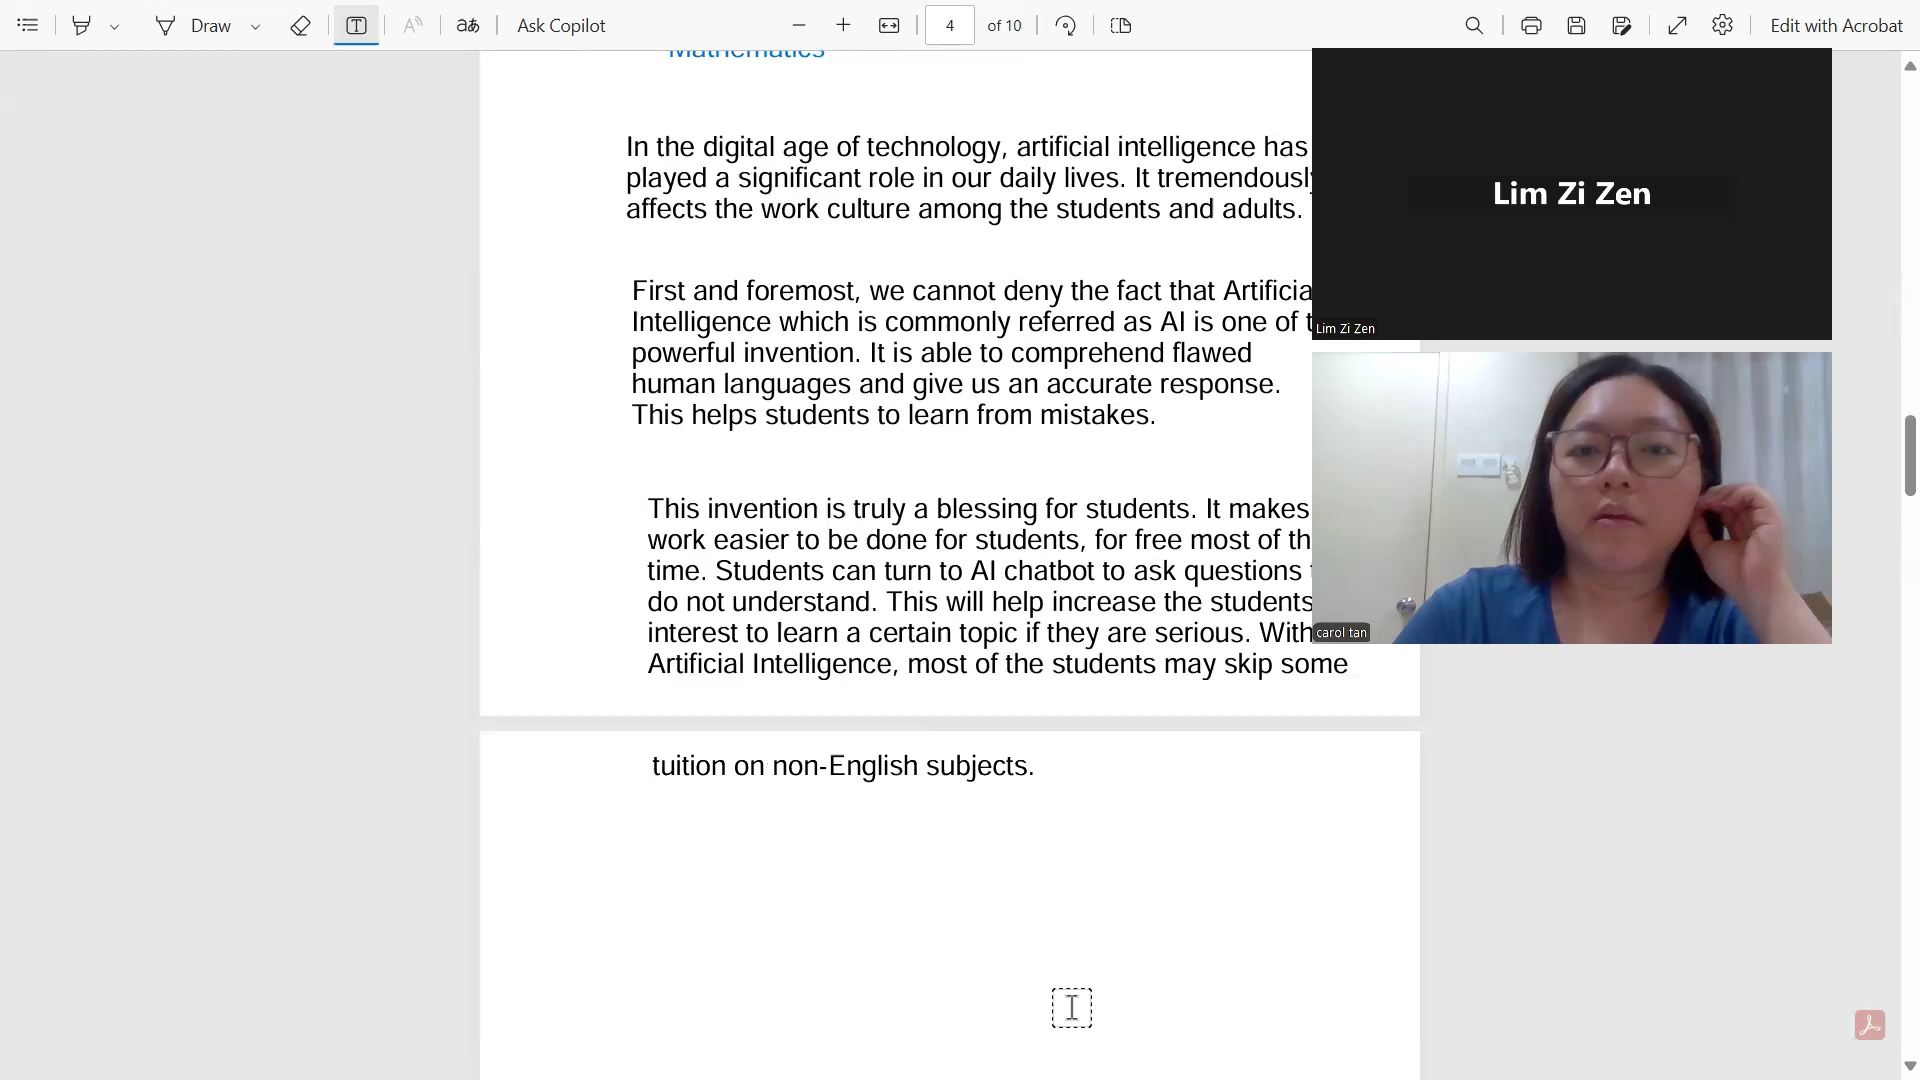 Draw
Ask Copilot
4 of 10
Edit with Acrobat
Mathematics
In the digital age of technology, artificial intelligence has
played a significant role in our daily lives. It tremendously
affects the work culture among the students and adults.
First and foremost, we cannot deny the fact that Artificia
Intelligence which is commonly referred as AI is one of t
powerful invention. It is able to comprehend flawed
human languages and give us an accurate response.
This helps students to learn from mistakes.
This invention is truly a blessing for students. It makes
work easier to be done for students, for free most of th
time. Students can turn to AI chatbot to ask questions
do not understand. This will help increase the students
interest to learn a certain topic if they are serious. With
Artificial Intelligence, most of the students may skip some
tuition on non-English subjects.
Lim Zi Zen
Lim Zi Zen
carol tan